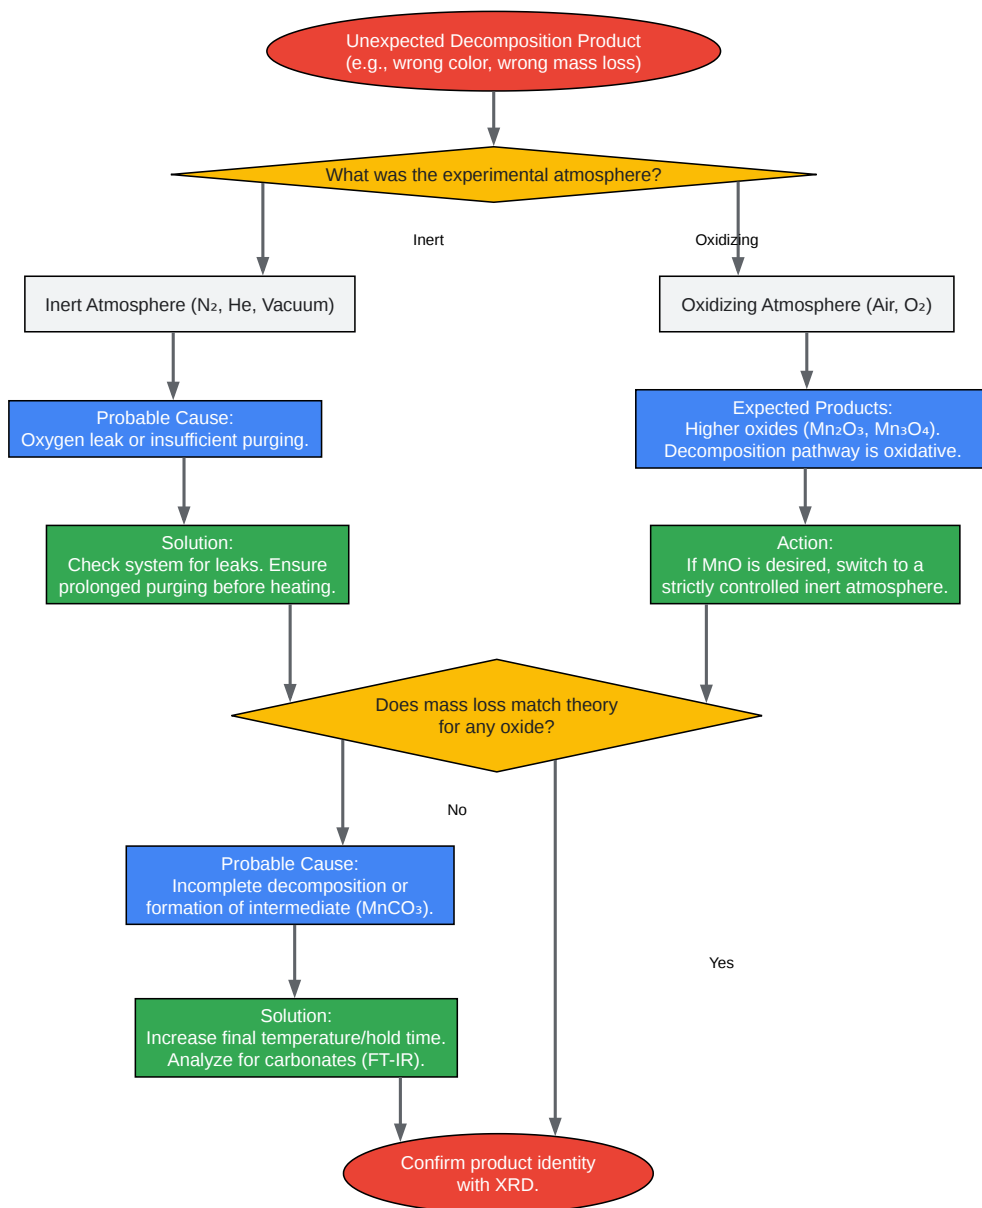 Unexpected Decomposition Product
(e.g., wrong color, wrong mass loss)
What was the experimental atmosphere?
Inert
Oxidizing
Inert Atmosphere (N₂, He, Vacuum)
Oxidizing Atmosphere (Air, O₂)
Probable Cause:
Oxygen leak or insufficient purging.
Expected Products:
Higher oxides (Mn₂O₃, Mn₃O₄).
Decomposition pathway is oxidative.
Solution:
Check system for leaks. Ensure
prolonged purging before heating.
Action:
If MnO is desired, switch to a
strictly controlled inert atmosphere.
Does mass loss match theory
for any oxide?
No
Probable Cause:
Incomplete decomposition or
formation of intermediate (MnCO₃).
Yes
Solution:
Increase final temperature/hold time.
Analyze for carbonates (FT-IR).
Confirm product identity
with XRD.